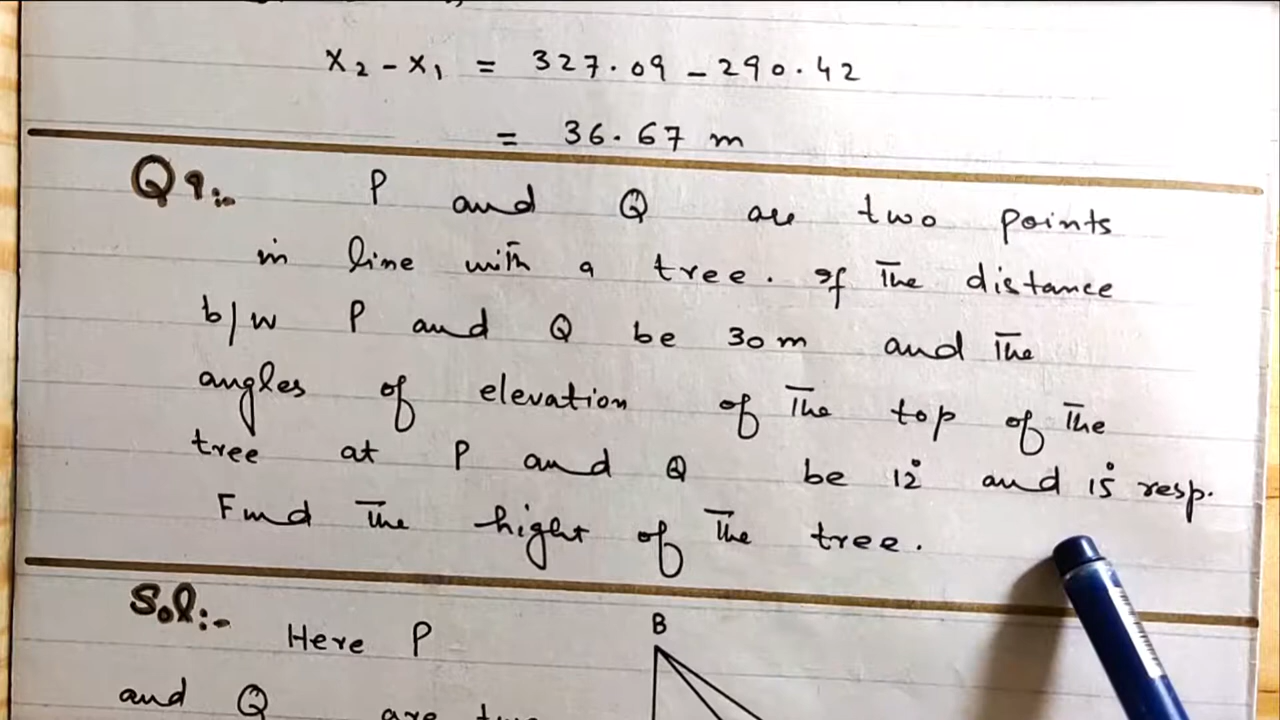 x₂ - x₁ = 327.09 - 290.42
= 36.67 m
Q9:- P and Q are two points
in line with a tree. If The distance
b/w P and Q be 30m and The
angles of elevation of The top of The
tree at P and Q be 12° and 15° resp.
Find The hight of The tree.
Sol:- Here P
B
and Q are two